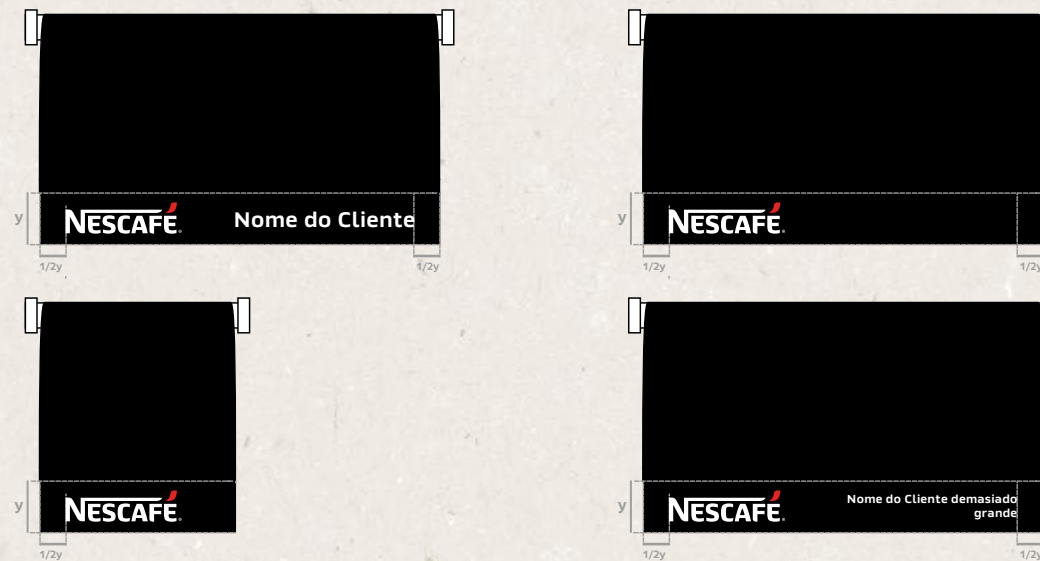 y
NESCAFÉ
Nome do Cliente
1/2y
1/2y
y
NESCAFÉ
1/2y
1/2y
y
NESCAFÉ
1/2y
y
NESCAFÉ
Nome do Cliente demasiado
grande
1/2y
1/2y